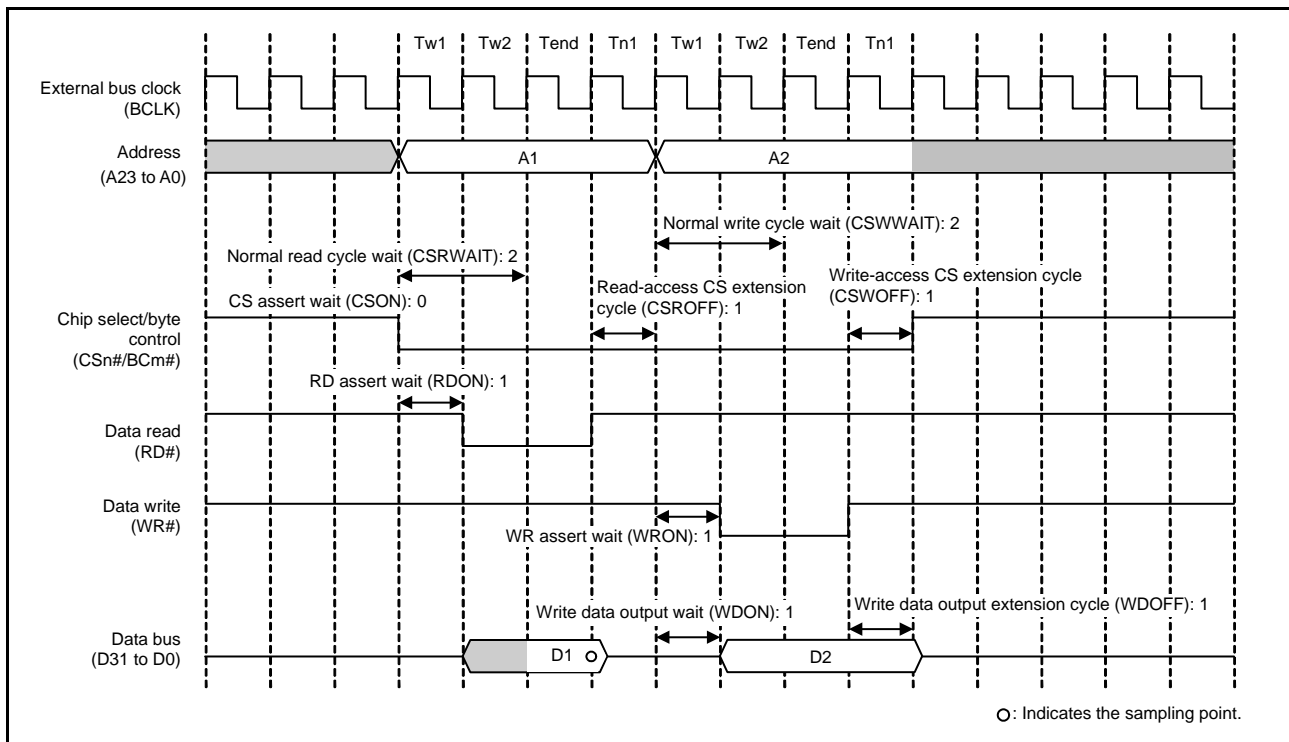 Tw1 Tw2 Tend Tn1 Tw1 Tw2 Tend Tn1
External bus clock
(BCLK)
Address
(A23 to A0)
A1
A2
Normal write cycle wait (CSWWAIT): 2
Normal read cycle wait (CSRWAIT): 2
Read-access CS extension
cycle (CSROFF): 1
Write-access CS extension cycle
(CSWOFF): 1
CS assert wait (CSON): 0
Chip select/byte
control
(CSn#/BCm#)
RD assert wait (RDON): 1
Data read
(RD#)
Data write
(WR#)
WR assert wait (WRON): 1
Write data output wait (WDON): 1
Write data output extension cycle (WDOFF): 1
Data bus
(D31 to D0)
D1
D2
: Indicates the sampling point.